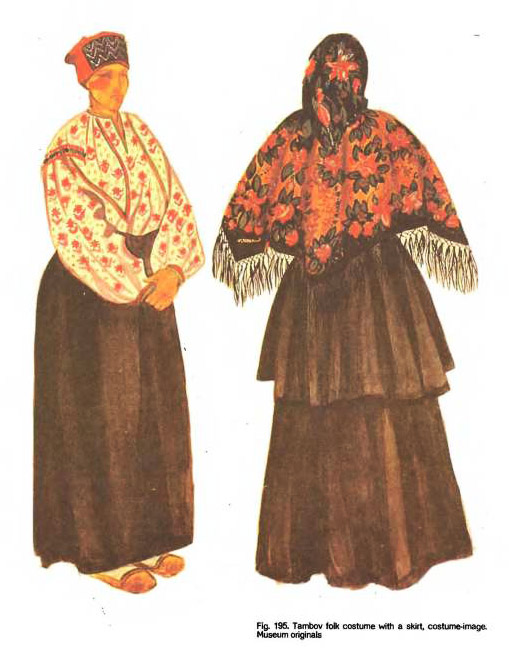 Fig. 195. Tambov folk costume with a skirt, costume-image.
Museum originals